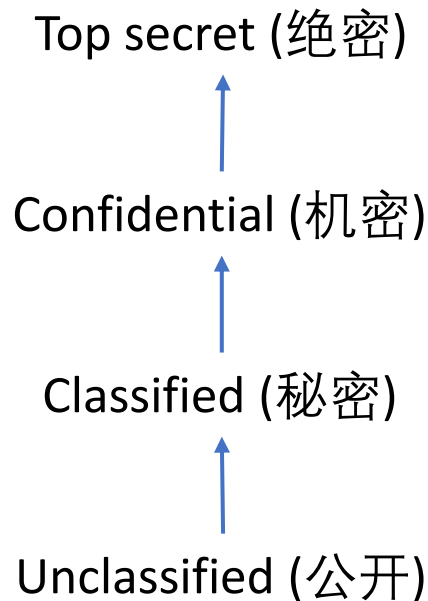 Top secret (绝密)
Confidential (机密)
Classified (秘密)
Unclassified (公开)